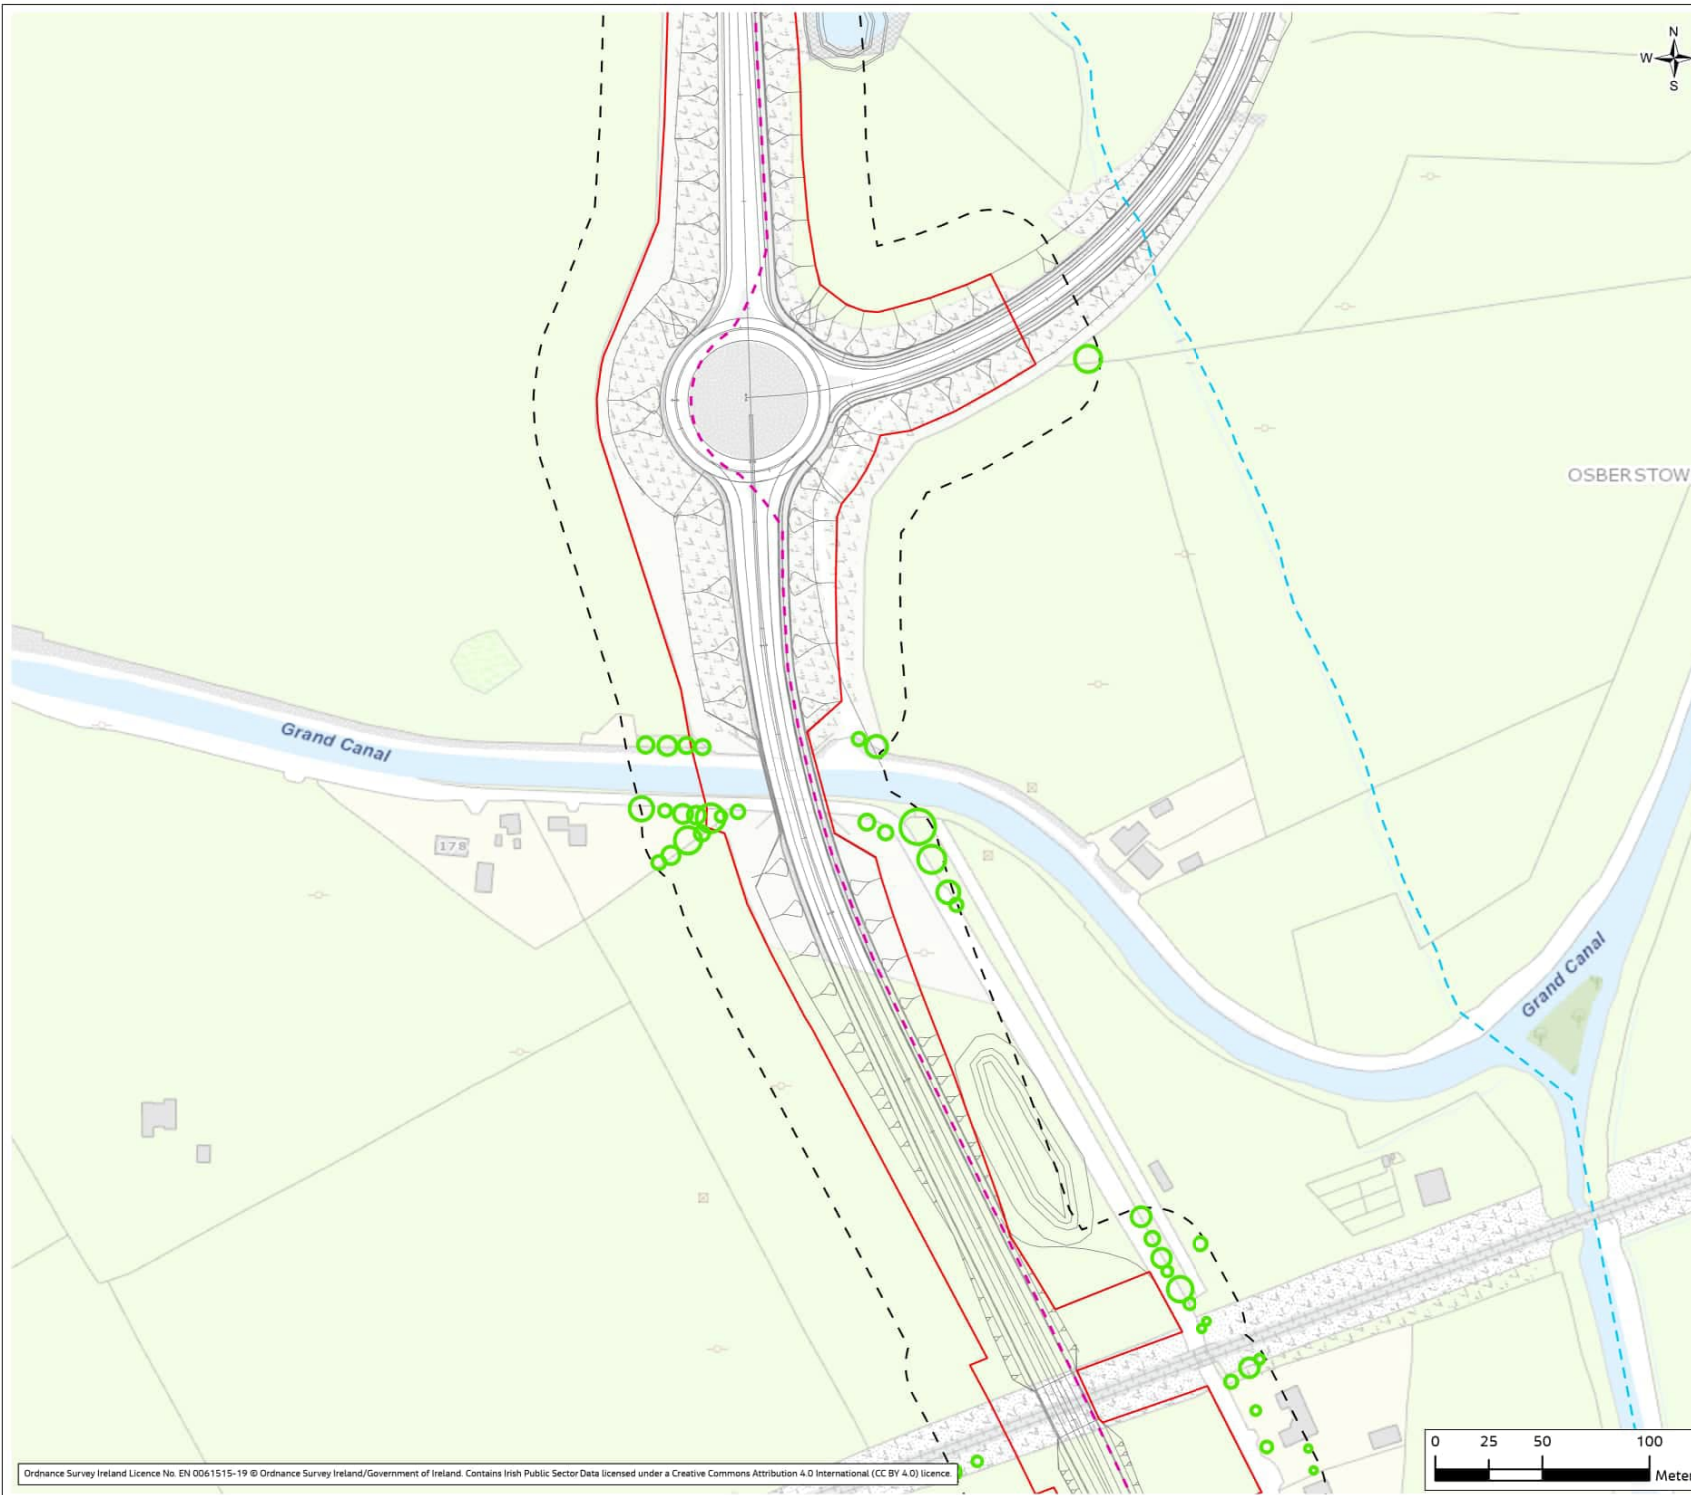 N
W
S
OSBERSTOW
Grand Canal
178
Grand Canal
0 25 50 100
Meter
Ordnance Survey Ireland Licence No. EN 0061515-19 © Ordnance Survey Ireland/Government of Ireland. Contains Irish Public Sector Data licensed under a Creative Commons Attribution 4.0 International (CC BY 4.0) licence.